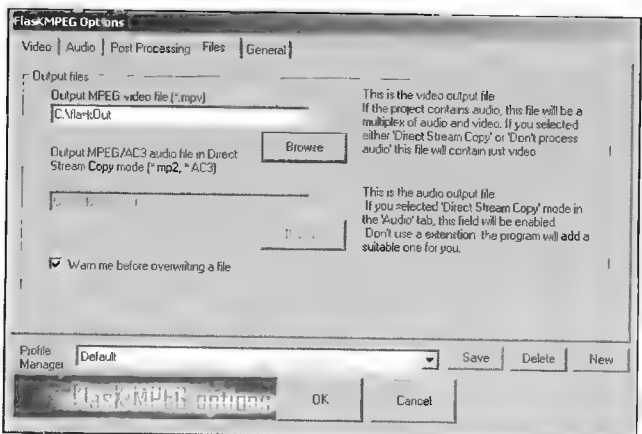 FlasKMPEG Options
Video Audio Post Processing Files General
Output files
Output MPEG video file (*.mpv)
C:\flaskOut
Browse
This is the video output file
If the project contains audio, this file will be a
multiplex of audio and video. If you selected
either 'Direct Stream Copy' or 'Don't process
audio' this file will contain just video
Output MPEG/AC3 audio file in Direct
Stream Copy mode (*mp2, *.AC3)
This is the audio output file.
If you selected 'Direct Stream Copy' mode in
the 'Audio' tab, this field will be enabled
Don't use a extenstion the program will add a
suitable one for you.
Warn me before overwriting a file
Profile
Manager
Default
Save Delete New
Flask MPEG options
OK Cancel